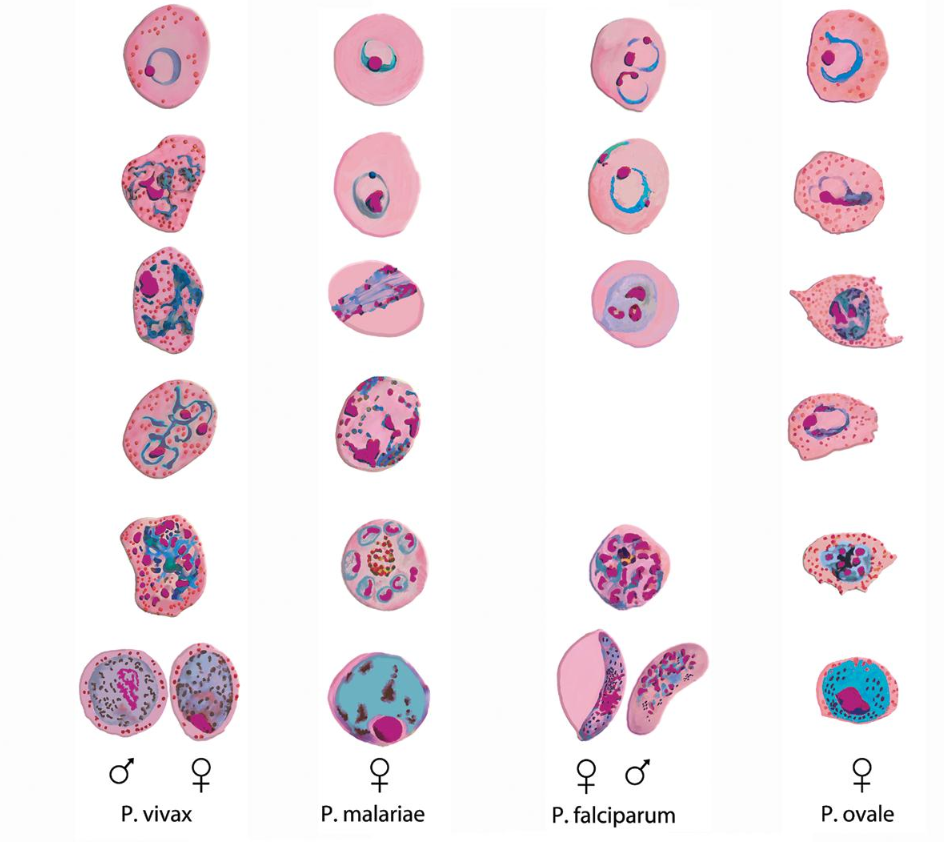 ♂ ♀ ♀ ♀ ♂ ♀
P. vivax P. malariae P. falciparum P. ovale